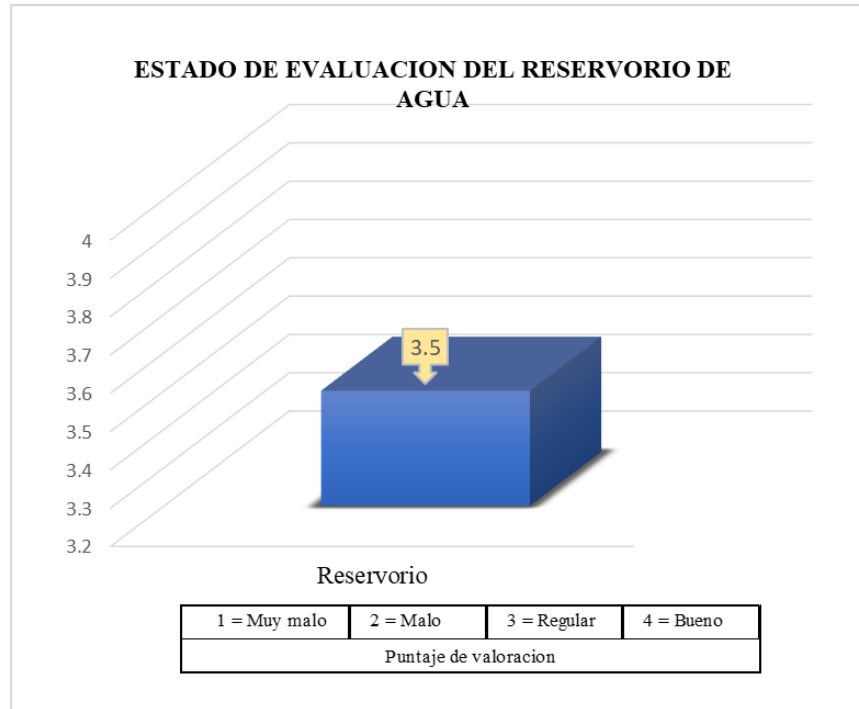 ESTADO DE EVALUACION DEL RESERVORIO DE
AGUA
4
3.9
3.8
3.7
3.6
3.5
3.4
3.3
3.2
3.5
Reservorio
1 = Muy malo 2 = Malo 3 = Regular 4 = Bueno
Puntaje de valoracion